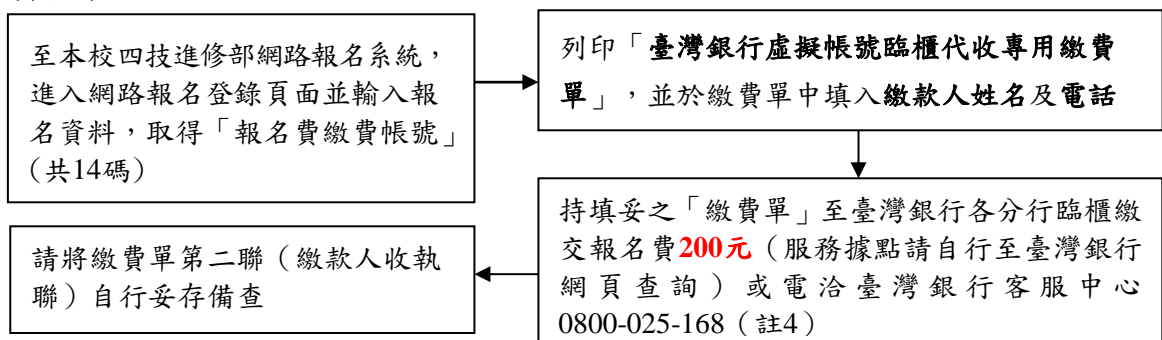 至本校四技進修部網路報名系統，
進入網路報名登錄頁面並輸入報
名資料，取得「報名費繳費帳號」
（共14碼）
列印「臺灣銀行虛擬帳號臨櫃代收專用繳費
單」，並於繳費單中填入繳款人姓名及電話
持填妥之「繳費單」至臺灣銀行各分行臨櫃繳
交報名費200元（服務據點請自行至臺灣銀行
網頁查詢）或電洽臺灣銀行客服中心
0800-025-168（註4）
請將繳費單第二聯（繳款人收執
聯）自行妥存備查